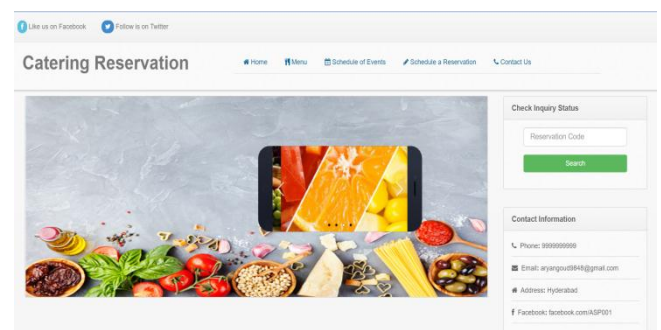 Like us on Facebook Follow is on Twitter
Catering Reservation
Home Menu Schedule of Events Schedule a Reservation Contact Us
Check Inquiry Status
Reservation Code
Search
Contact Information
Phone: 9999999999
Email: aryangoud9848@gmail.com
Address: Hyderabad
Facebook: facebook.com/ASP001